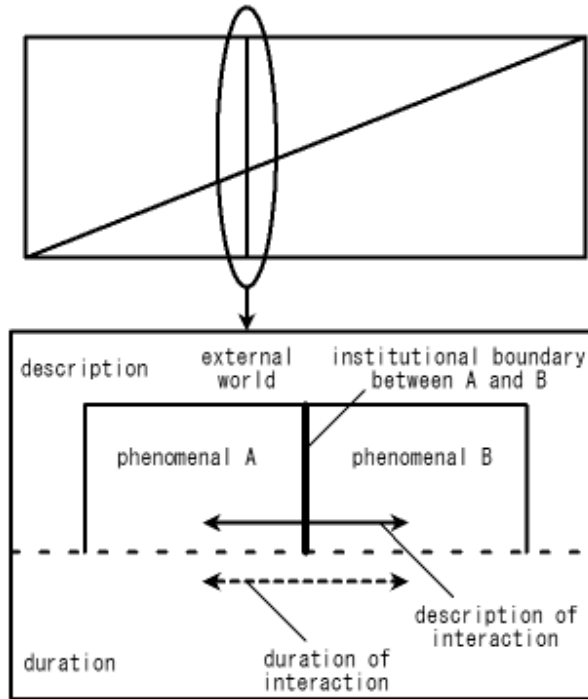 description
external
world
institutional boundary
between A and B
phenomenal A
phenomenal B
description of
interaction
duration of
interaction
duration